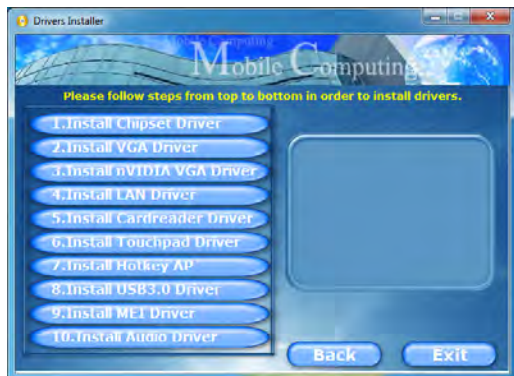 Drivers Installer
Mobile Computing
Mobile Computing
Please follow steps from top to bottom in order to install drivers.
1.Install Chipset Driver
2.Install VGA Driver
3.Install nVIDIA VGA Driver
4.Install LAN Driver
5.Install Cardreader Driver
6.Install Touchpad Driver
7.Install Hotkey AP
8.Install USB3.0 Driver
9.Install MEI Driver
10.Install Audio Driver
Back
Exit